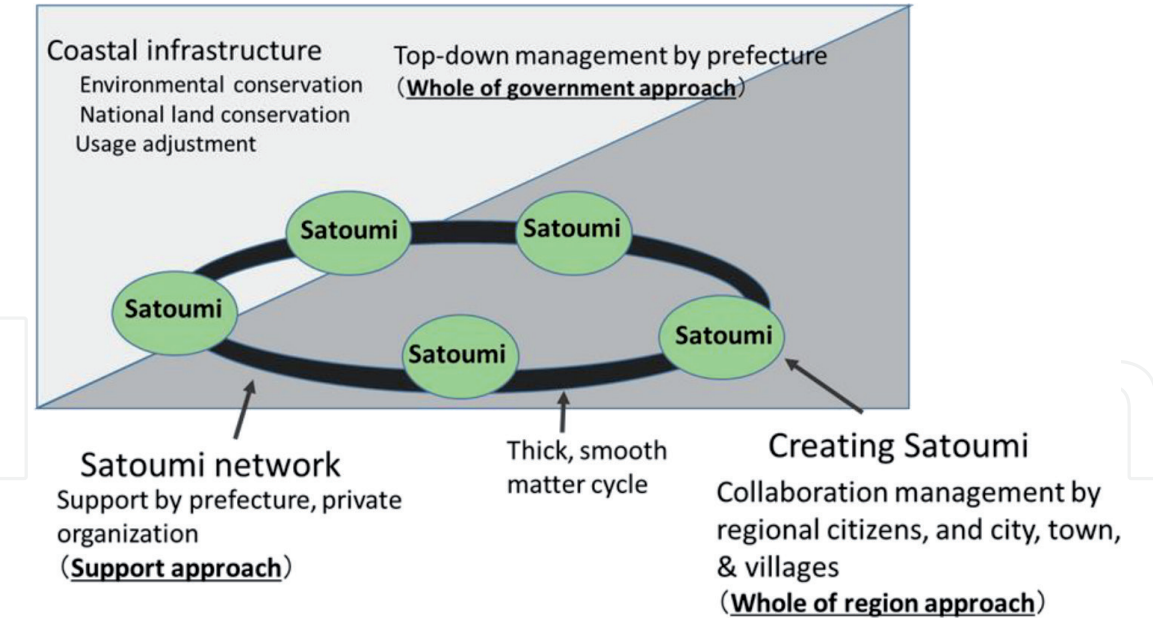 Coastal infrastructure
Environmental conservation
National land conservation
Usage adjustment
Top-down management by prefecture
（Whole of government approach）
Satoumi
Satoumi
Satoumi
Satoumi
Satoumi
Satoumi network
Support by prefecture, private
organization
（Support approach）
Thick, smooth
matter cycle
Creating Satoumi
Collaboration management by
regional citizens, and city, town,
& villages
（Whole of region approach）